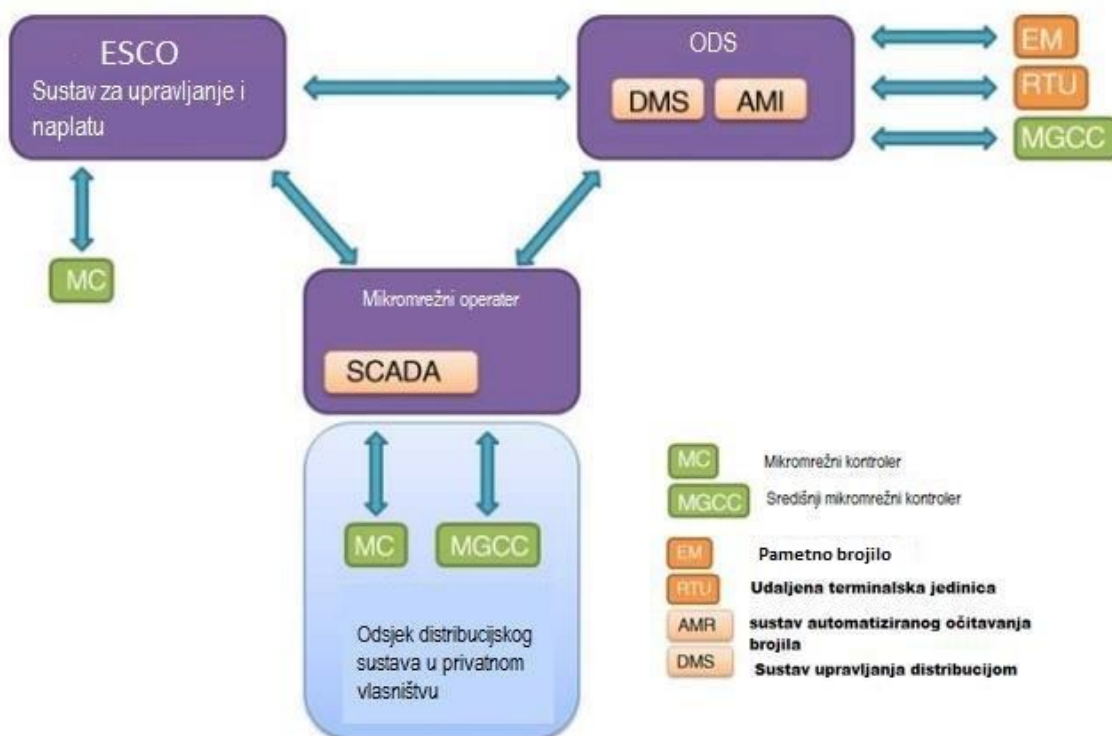 ESCO
Sustav za upravljanje i
naplatu
ODS
DMS
AMI
EM
RTU
MGCC
MC
Mikromrežni operater
SCADA
MC
MGCC
Odsjek distribucijskog
sustava u privatnom
vlasništvu
MC Mikromrežni kontroler
MGCC Središnji mikromrežni kontroler
EM Pametno brojilo
RTU Udaljena terminalska jedinica
AMR sustav automatiziranog očitavanja
brojila
DMS Sustav upravljanja distribucijom